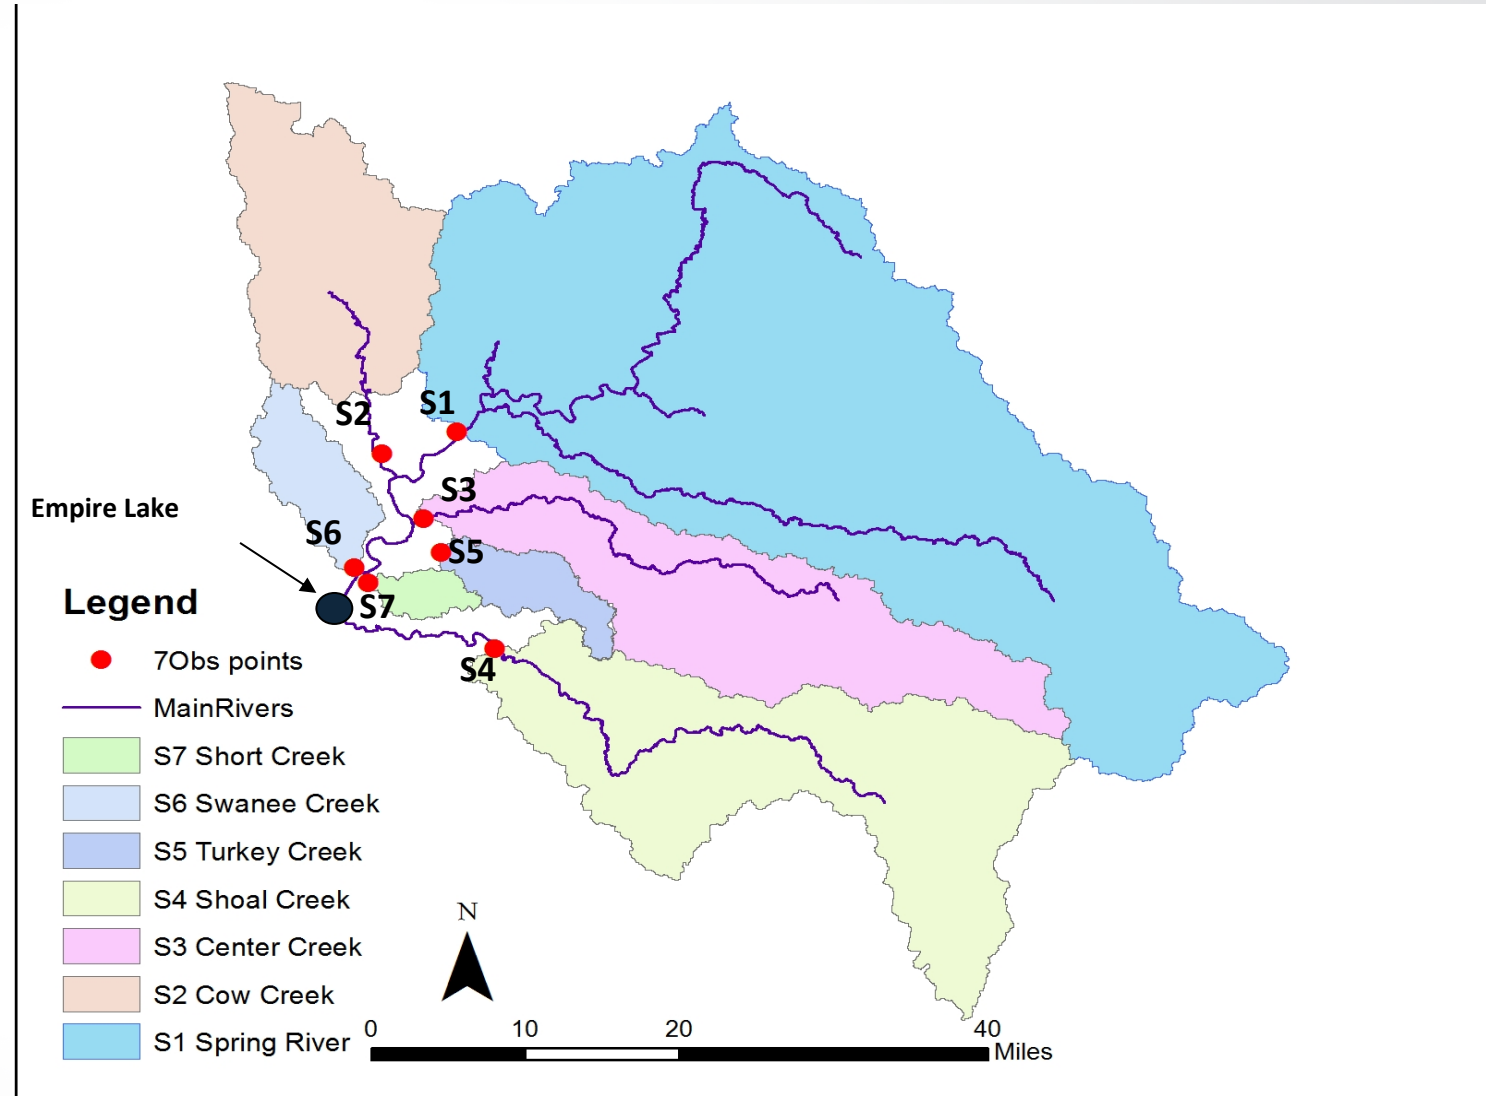 S2
S1
S3
Empire Lake
S6
S5
Legend
S7
7Obs points
S4
MainRivers
S7 Short Creek
S6 Swanee Creek
S5 Turkey Creek
S4 Shoal Creek
N
S3 Center Creek
S2 Cow Creek
0 10 20 40
S1 Spring River
Miles